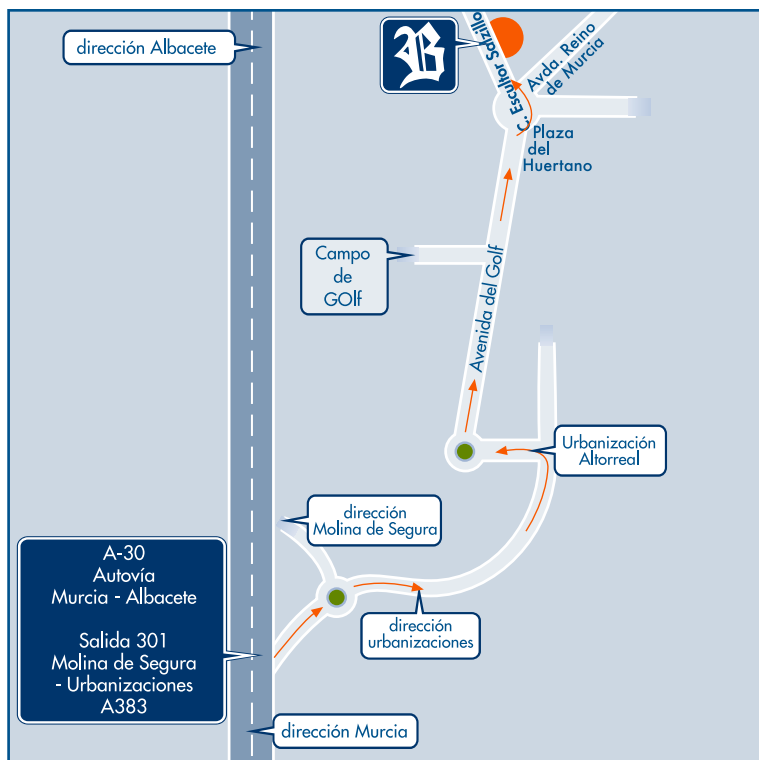 dirección Albacete
B
C. Escultor Salzillo
Avda. Reino
de Murcia
Plaza
del
Huertano
Campo
de
GOlf
Avenida del Golf
Urbanización
Altorreal
dirección
Molina de Segura
A-30
Autovía
Murcia - Albacete
Salida 301
Molina de Segura
- Urbanizaciones
A383
dirección
urbanizaciones
dirección Murcia